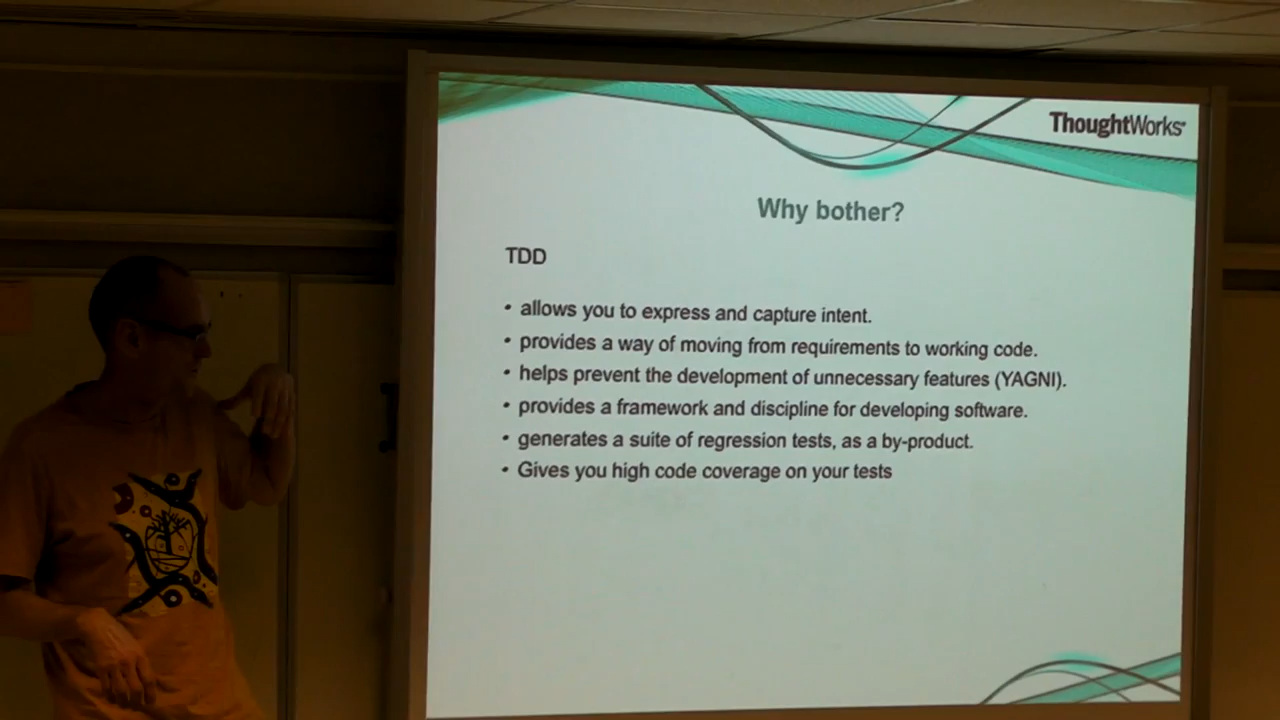 ThoughtWorks
Why bother?
TDD
• allows you to express and capture intent.
• provides a way of moving from requirements to working code.
• helps prevent the development of unnecessary features (YAGNI).
• provides a framework and discipline for developing software.
• generates a suite of regression tests, as a by-product.
• Gives you high code coverage on your tests